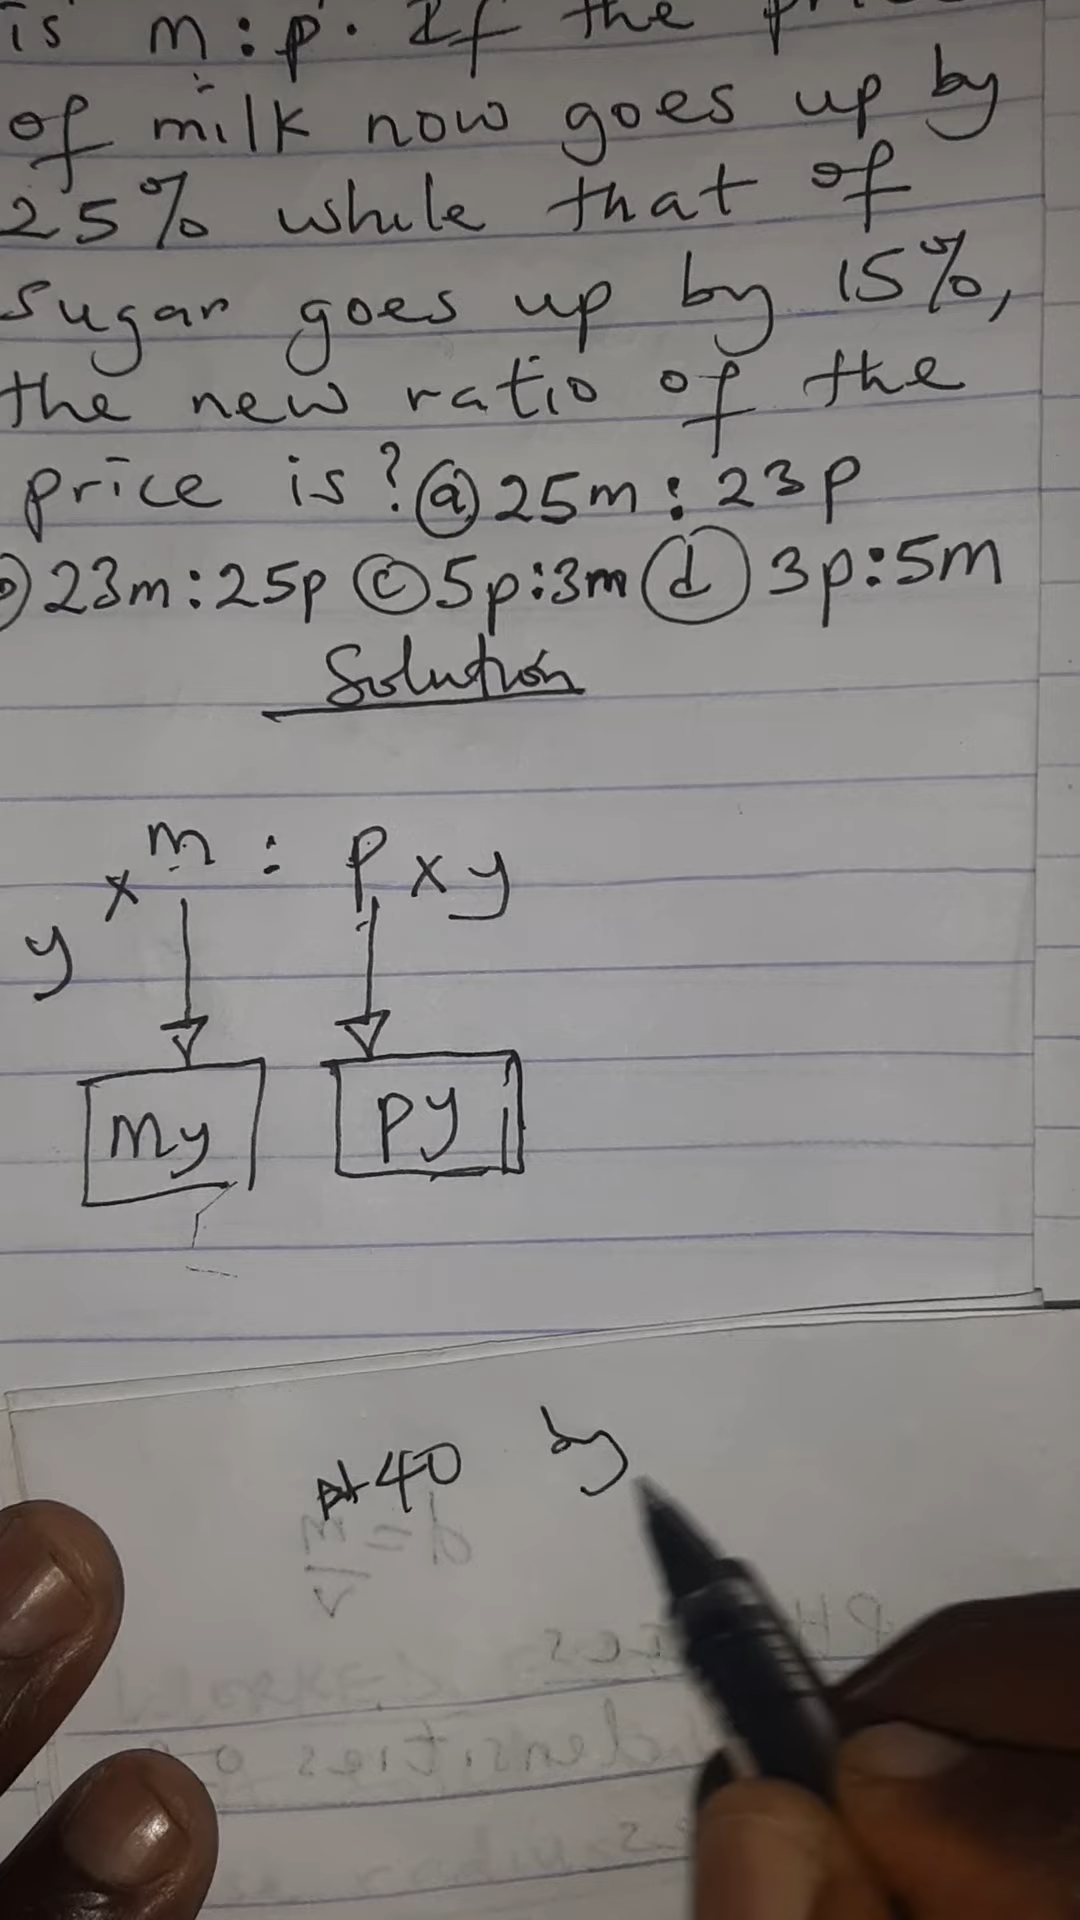 is m:p. If the
of milk now goes up by
25% while that of
Sugar goes up by 15%,
the new ratio of the
price is? (a) 25m : 23p
23m:25p (c) 5p:3m (d) 3p:5m
Solution
m : p x y
x
y
my
py
40 by